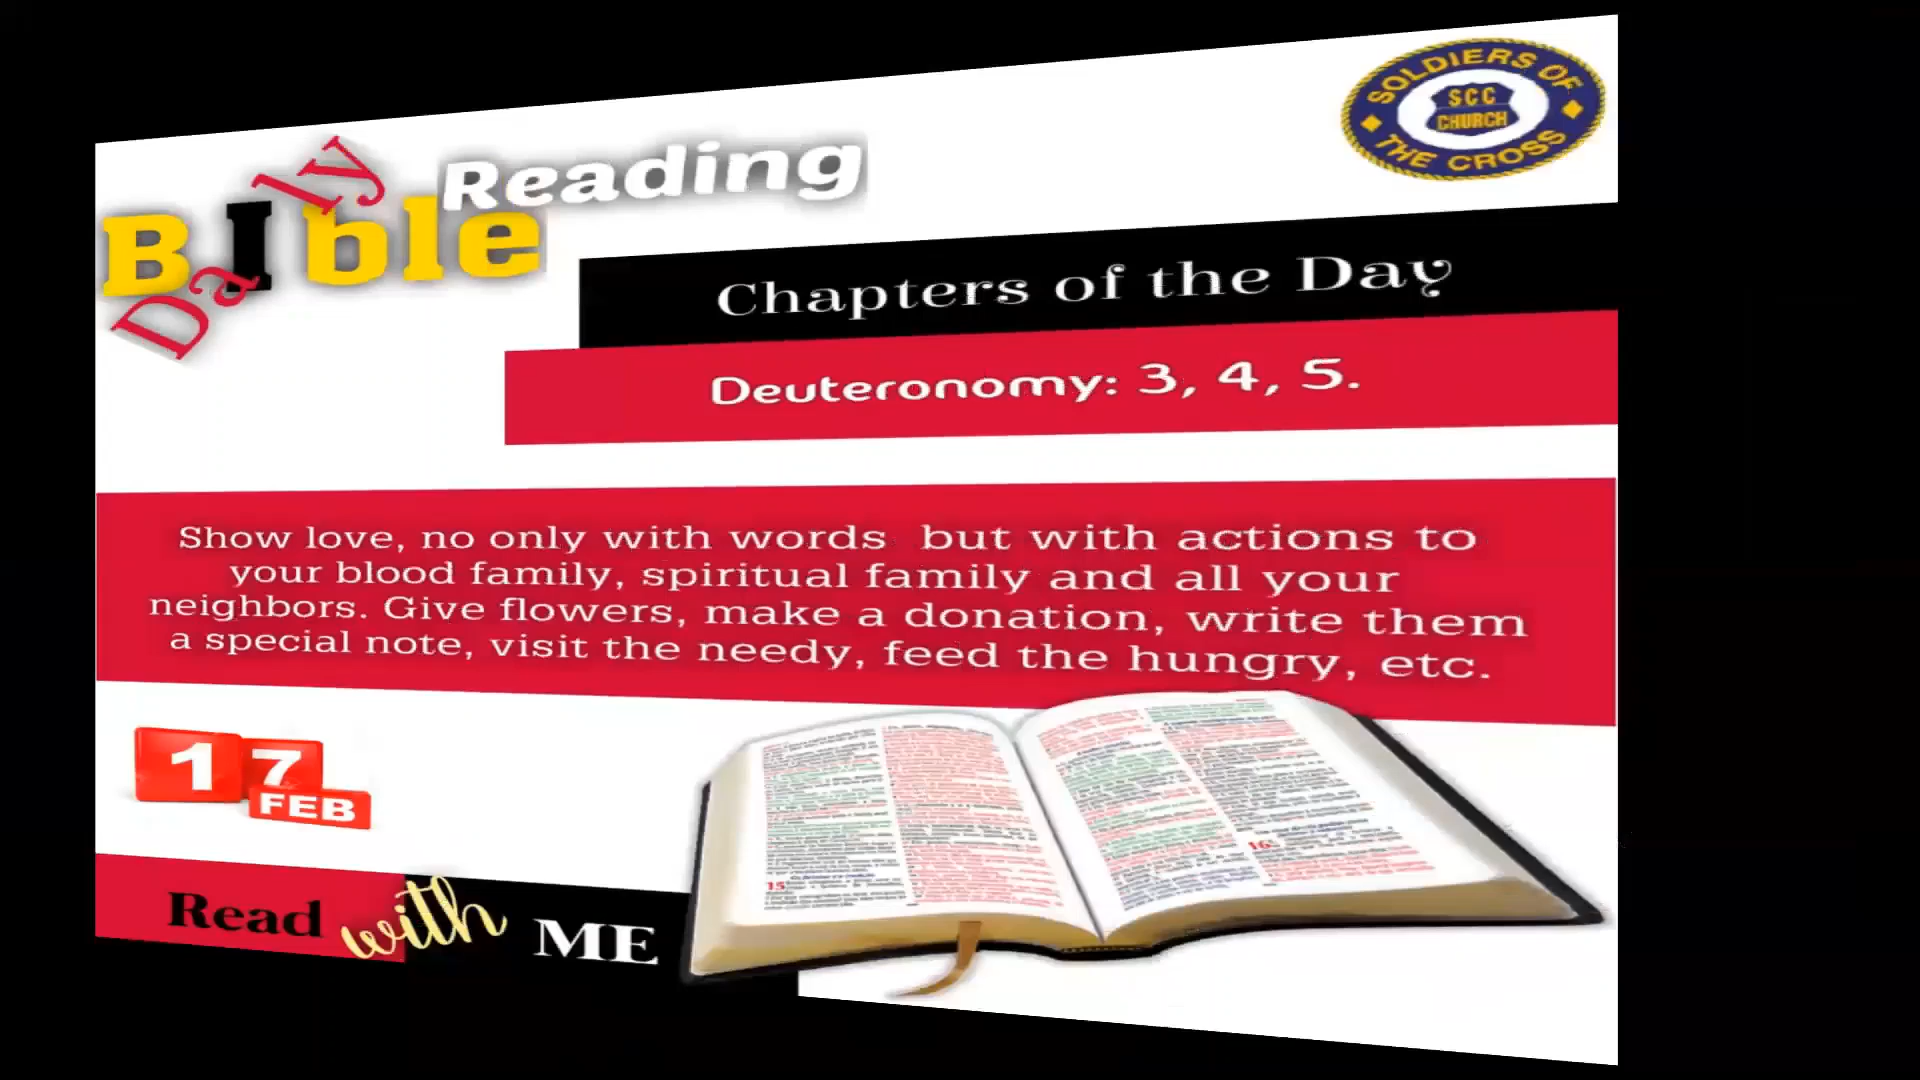 SOLDIERS OF
SCC
CHURCH
THE CROSS
Daily
BIble Reading
Chapters of the Day
Deuteronomy: 3, 4, 5.
Show love, no only with words but with actions to
your blood family, spiritual family and all your
neighbors. Give flowers, make a donation, write them
a special note, visit the needy, feed the hungry, etc.
17
FEB
15
16
Read with ME